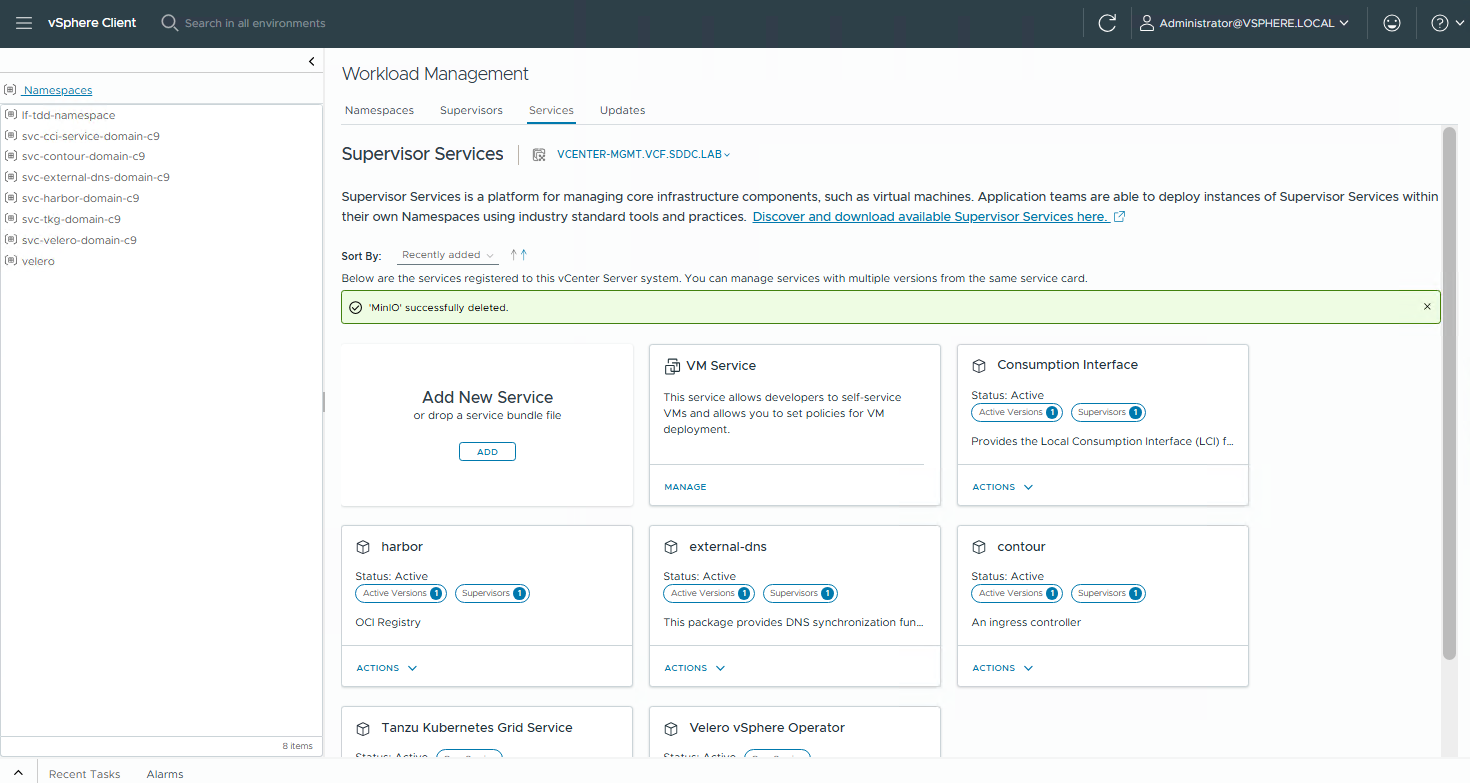 vSphere Client
Search in all environments
Administrator@VSPHERE.LOCAL
Namespaces
lf-tdd-namespace
svc-cci-service-domain-c9
svc-contour-domain-c9
svc-external-dns-domain-c9
svc-harbor-domain-c9
svc-tkg-domain-c9
svc-velero-domain-c9
velero
8 items
Workload Management
Namespaces Supervisors Services Updates
Supervisor Services
VCENTER-MGMT.VCF.SDDC.LAB
Supervisor Services is a platform for managing core infrastructure components, such as virtual machines. Application teams are able to deploy instances of Supervisor Services within
their own Namespaces using industry standard tools and practices. Discover and download available Supervisor Services here.
Sort By: Recently added
Below are the services registered to this vCenter Server system. You can manage services with multiple versions from the same service card.
'MinIO' successfully deleted.
Add New Service
or drop a service bundle file
ADD
VM Service
This service allows developers to self-service
VMs and allows you to set policies for VM
deployment.
MANAGE
Consumption Interface
Status: Active
Active Versions 1 Supervisors 1
Provides the Local Consumption Interface (LCI) f...
ACTIONS
harbor
Status: Active
Active Versions 1 Supervisors 1
OCI Registry
ACTIONS
external-dns
Status: Active
Active Versions 1 Supervisors 1
This package provides DNS synchronization fun...
ACTIONS
contour
Status: Active
Active Versions 1 Supervisors 1
An ingress controller
ACTIONS
Tanzu Kubernetes Grid Service
Status: Active
Velero vSphere Operator
Status: Active
Recent Tasks Alarms